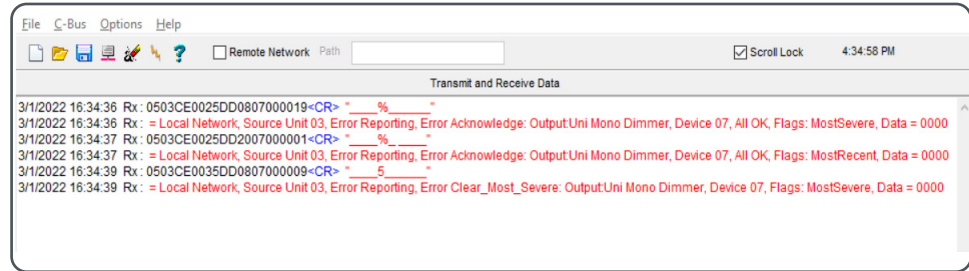 File C-Bus Options Help
Remote Network Path Scroll Lock 4:34:58 PM
Transmit and Receive Data
3/1/2022 16:34:36 Rx: 0503CE0025DD0807000019<CR> "____%______"
3/1/2022 16:34:36 Rx: = Local Network, Source Unit 03, Error Reporting, Error Acknowledge: Output:Uni Mono Dimmer, Device 07, All OK, Flags: MostSevere, Data = 0000
3/1/2022 16:34:37 Rx: 0503CE0025DD2007000001<CR> "____%_ ____"
3/1/2022 16:34:37 Rx: = Local Network, Source Unit 03, Error Reporting, Error Acknowledge: Output:Uni Mono Dimmer, Device 07, All OK, Flags: MostRecent, Data = 0000
3/1/2022 16:34:39 Rx: 0503CE0035DD0807000009<CR> "____5______"
3/1/2022 16:34:39 Rx: = Local Network, Source Unit 03, Error Reporting, Error Clear_Most_Severe: Output:Uni Mono Dimmer, Device 07, Flags: MostSevere, Data = 0000